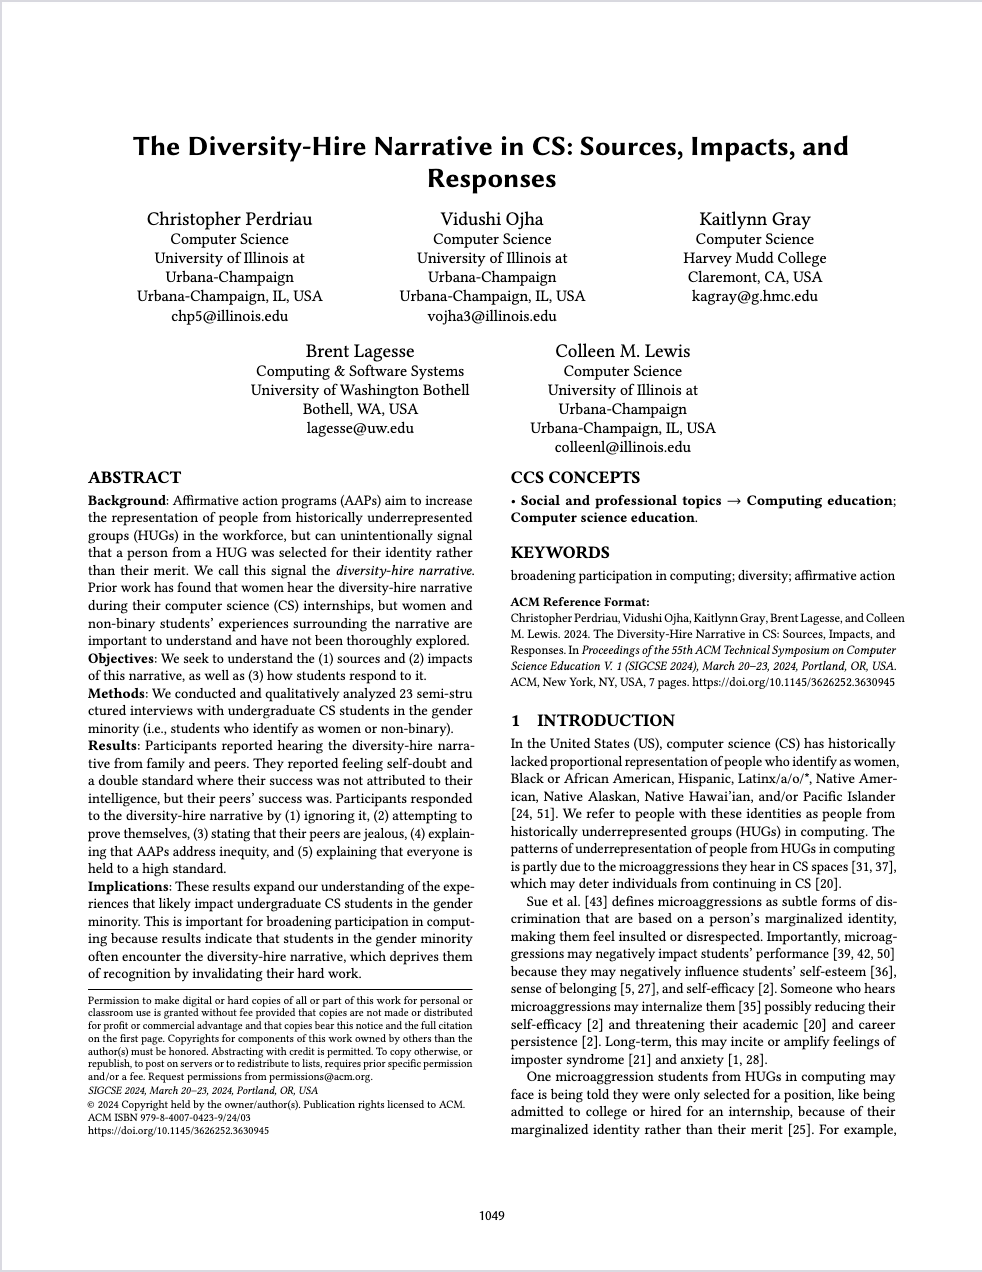 The Diversity-Hire Narrative in CS: Sources, Impacts, and
Responses
Christopher Perdriau
Computer Science
University of Illinois at
Urbana-Champaign
Urbana-Champaign, IL, USA
chp5@illinois.edu
Vidushi Ojha
Computer Science
University of Illinois at
Urbana-Champaign
Urbana-Champaign, IL, USA
vojha3@illinois.edu
Kaitlynn Gray
Computer Science
Harvey Mudd College
Claremont, CA, USA
kagray@g.hmc.edu
Brent Lagesse
Computing & Software Systems
University of Washington Bothell
Bothell, WA, USA
lagesse@uw.edu
Colleen M. Lewis
Computer Science
University of Illinois at
Urbana-Champaign
Urbana-Champaign, IL, USA
colleenl@illinois.edu
ABSTRACT
Background: Affirmative action programs (AAPs) aim to increase
the representation of people from historically underrepresented
groups (HUGs) in the workforce, but can unintentionally signal
that a person from a HUG was selected for their identity rather
than their merit. We call this signal the diversity-hire narrative.
Prior work has found that women hear the diversity-hire narrative
during their computer science (CS) internships, but women and
non-binary students' experiences surrounding the narrative are
important to understand and have not been thoroughly explored.
Objectives: We seek to understand the (1) sources and (2) impacts
of this narrative, as well as (3) how students respond to it.
Methods: We conducted and qualitatively analyzed 23 semi-stru
ctured interviews with undergraduate CS students in the gender
minority (i.e., students who identify as women or non-binary).
Results: Participants reported hearing the diversity-hire narra-
tive from family and peers. They reported feeling self-doubt and
a double standard where their success was not attributed to their
intelligence, but their peers' success was. Participants responded
to the diversity-hire narrative by (1) ignoring it, (2) attempting to
prove themselves, (3) stating that their peers are jealous, (4) explain-
ing that AAPs address inequity, and (5) explaining that everyone is
held to a high standard.
Implications: These results expand our understanding of the expe-
riences that likely impact undergraduate CS students in the gender
minority. This is important for broadening participation in comput-
ing because results indicate that students in the gender minority
often encounter the diversity-hire narrative, which deprives them
of recognition by invalidating their hard work.
Permission to make digital or hard copies of all or part of this work for personal or
classroom use is granted without fee provided that copies are not made or distributed
for profit or commercial advantage and that copies bear this notice and the full citation
on the first page. Copyrights for components of this work owned by others than the
author(s) must be honored. Abstracting with credit is permitted. To copy otherwise, or
republish, to post on servers or to redistribute to lists, requires prior specific permission
and/or a fee. Request permissions from permissions@acm.org.
SIGCSE 2024, March 20–23, 2024, Portland, OR, USA
© 2024 Copyright held by the owner/author(s). Publication rights licensed to ACM.
ACM ISBN 979-8-4007-0423-9/24/03
https://doi.org/10.1145/3626252.3630945
CCS CONCEPTS
• Social and professional topics → Computing education;
Computer science education.
KEYWORDS
broadening participation in computing; diversity; affirmative action
ACM Reference Format:
Christopher Perdriau, Vidushi Ojha, Kaitlynn Gray, Brent Lagesse, and Colleen
M. Lewis. 2024. The Diversity-Hire Narrative in CS: Sources, Impacts, and
Responses. In Proceedings of the 55th ACM Technical Symposium on Computer
Science Education V. 1 (SIGCSE 2024), March 20–23, 2024, Portland, OR, USA.
ACM, New York, NY, USA, 7 pages. https://doi.org/10.1145/3626252.3630945
1 INTRODUCTION
In the United States (US), computer science (CS) has historically
lacked proportional representation of people who identify as women,
Black or African American, Hispanic, Latinx/a/o/*, Native Amer-
ican, Native Alaskan, Native Hawai'ian, and/or Pacific Islander
[24, 51]. We refer to people with these identities as people from
historically underrepresented groups (HUGs) in computing. The
patterns of underrepresentation of people from HUGs in computing
is partly due to the microaggressions they hear in CS spaces [31, 37],
which may deter individuals from continuing in CS [20].
Sue et al. [43] defines microaggressions as subtle forms of dis-
crimination that are based on a person's marginalized identity,
making them feel insulted or disrespected. Importantly, microag-
gressions may negatively impact students' performance [39, 42, 50]
because they may negatively influence students' self-esteem [36],
sense of belonging [5, 27], and self-efficacy [2]. Someone who hears
microaggressions may internalize them [35] possibly reducing their
self-efficacy [2] and threatening their academic [20] and career
persistence [2]. Long-term, this may incite or amplify feelings of
imposter syndrome [21] and anxiety [1, 28].
One microaggression students from HUGs in computing may
face is being told they were only selected for a position, like being
admitted to college or hired for an internship, because of their
marginalized identity rather than their merit [25]. For example,
1049